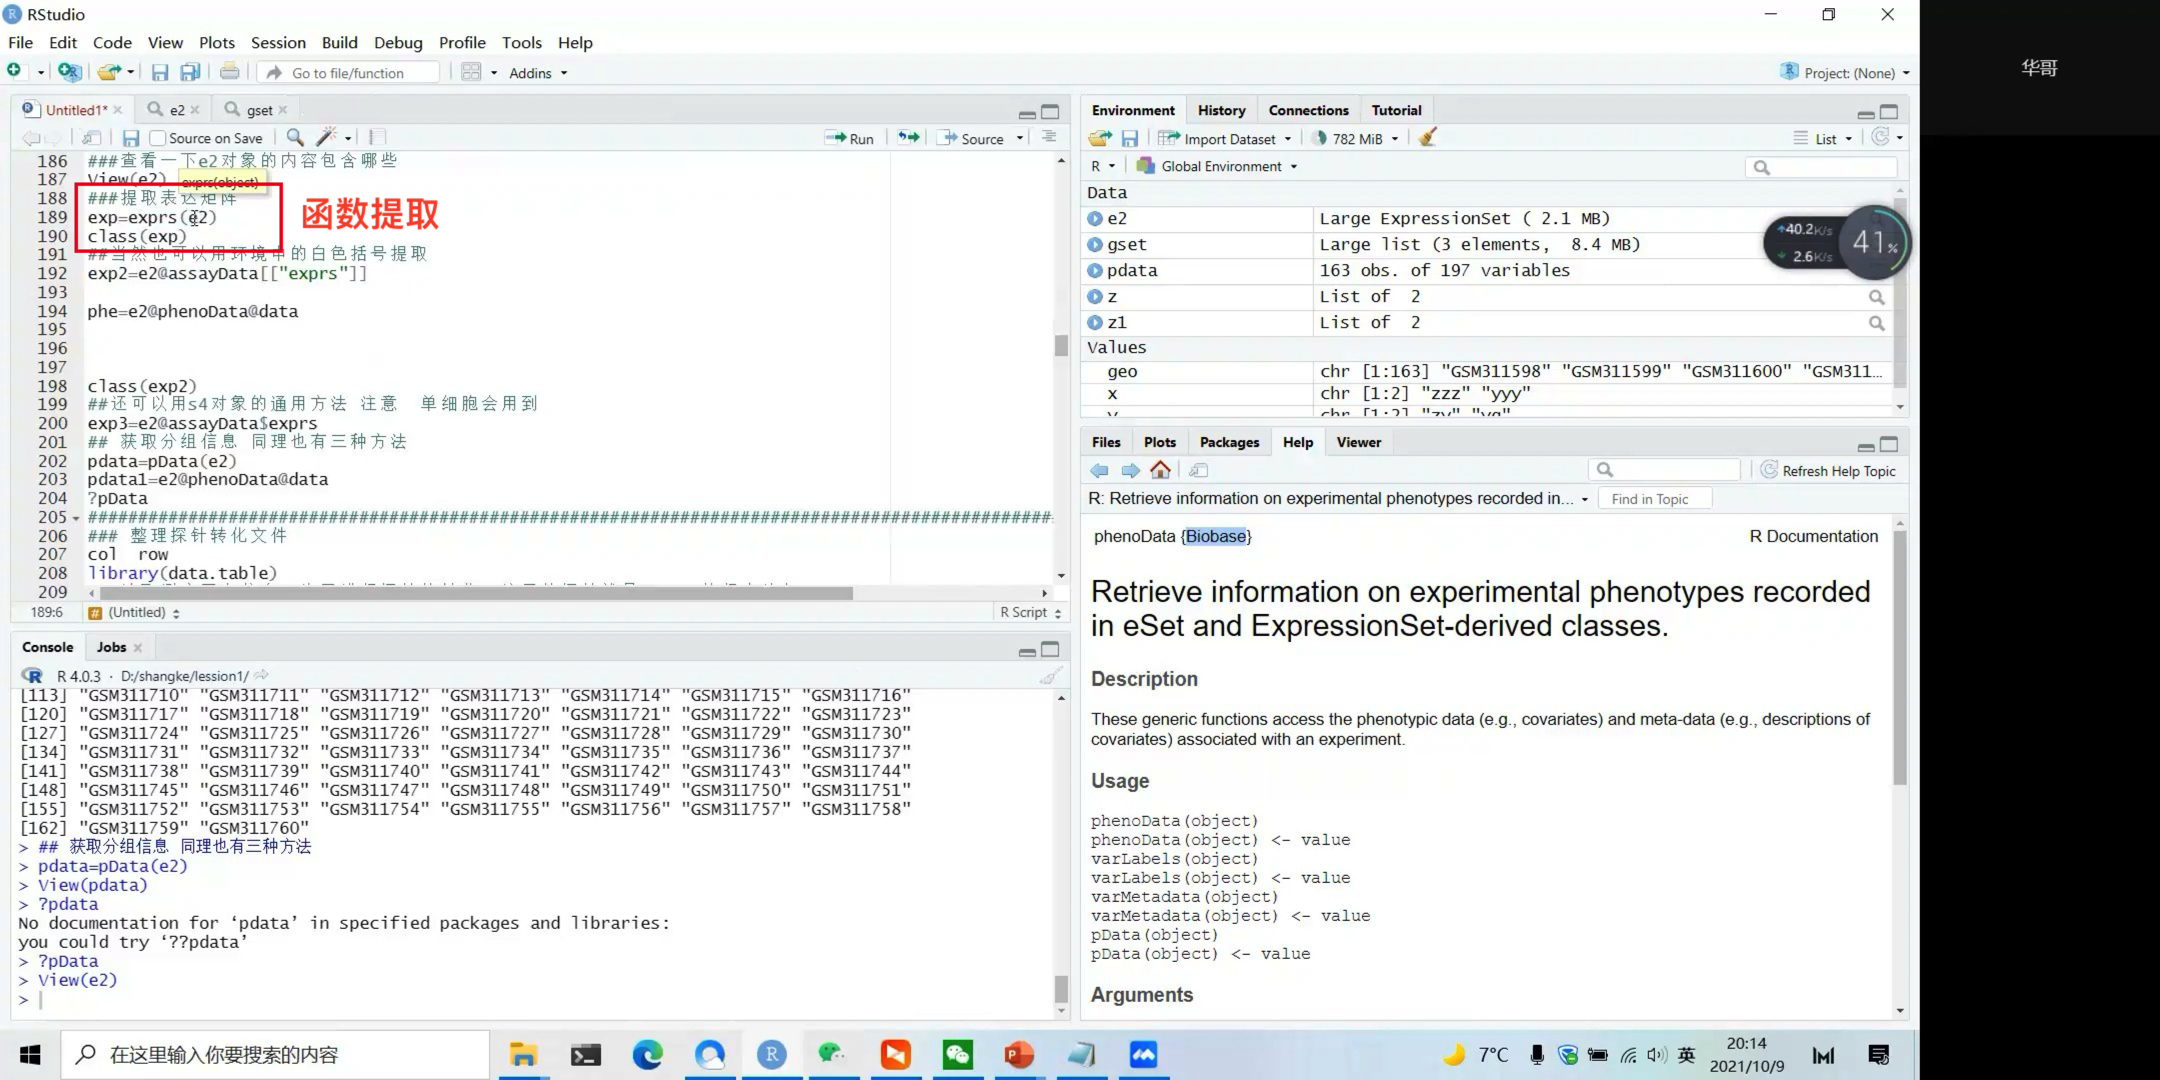 RStudio
File Edit Code View Plots Session Build Debug Profile Tools Help
Go to file/function Addins Project: (None)
Untitled1* e2 gset
Source on Save Run Source
186 ###查看一下e2对象的内容包含哪些
187 View(e2)
exprs(object)
188 ###提取表达矩阵
189 exp=exprs(e2)
190 class(exp)
函数提取
191 ##当然也可以用环境中的白色括号提取
192 exp2=e2@assayData[["exprs"]]
193
194 phe=e2@phenoData@data
195
196
197
198 class(exp2)
199 ##还可以用s4对象的通用方法 注意 单细胞会用到
200 exp3=e2@assayData$exprs
201 ## 获取分组信息 同理也有三种方法
202 pdata=pData(e2)
203 pdata1=e2@phenoData@data
204 ?pData
205 ################################################################################################
206 ### 整理探针转化文件
207 col row
208 library(data.table)
209
189:6 (Untitled) R Script
Console Jobs
R 4.0.3 · D:/shangke/lession1/
[113] "GSM311710" "GSM311711" "GSM311712" "GSM311713" "GSM311714" "GSM311715" "GSM311716"
[120] "GSM311717" "GSM311718" "GSM311719" "GSM311720" "GSM311721" "GSM311722" "GSM311723"
[127] "GSM311724" "GSM311725" "GSM311726" "GSM311727" "GSM311728" "GSM311729" "GSM311730"
[134] "GSM311731" "GSM311732" "GSM311733" "GSM311734" "GSM311735" "GSM311736" "GSM311737"
[141] "GSM311738" "GSM311739" "GSM311740" "GSM311741" "GSM311742" "GSM311743" "GSM311744"
[148] "GSM311745" "GSM311746" "GSM311747" "GSM311748" "GSM311749" "GSM311750" "GSM311751"
[155] "GSM311752" "GSM311753" "GSM311754" "GSM311755" "GSM311756" "GSM311757" "GSM311758"
[162] "GSM311759" "GSM311760"
> ## 获取分组信息 同理也有三种方法
> pdata=pData(e2)
> View(pdata)
> ?pdata
No documentation for ‘pdata’ in specified packages and libraries:
you could try ‘??pdata’
> ?pData
> View(e2)
>
Environment History Connections Tutorial
Import Dataset 782 MiB List
R Global Environment
Data
e2 Large ExpressionSet ( 2.1 MB)
gset Large list (3 elements, 8.4 MB)
pdata 163 obs. of 197 variables
z List of 2
z1 List of 2
Values
geo chr [1:163] "GSM311598" "GSM311599" "GSM311600" "GSM311...
x chr [1:2] "zzz" "yyy"
40.2K/s
2.6K/s
41%
Files Plots Packages Help Viewer
Refresh Help Topic
R: Retrieve information on experimental phenotypes recorded in... Find in Topic
phenoData {Biobase} R Documentation
Retrieve information on experimental phenotypes recorded
in eSet and ExpressionSet-derived classes.
Description
These generic functions access the phenotypic data (e.g., covariates) and meta-data (e.g., descriptions of
covariates) associated with an experiment.
Usage
phenoData(object)
phenoData(object) <- value
varLabels(object)
varLabels(object) <- value
varMetadata(object)
varMetadata(object) <- value
pData(object)
pData(object) <- value
Arguments
华哥
在这里输入你要搜索的内容
7°C 英 20:14
2021/10/9